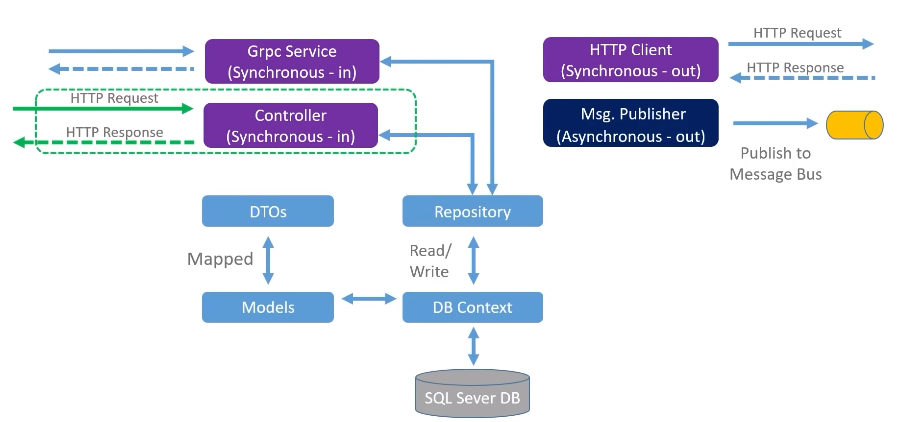 Grpc Service
(Synchronous - in)
HTTP Request
HTTP Response
Controller
(Synchronous - in)
HTTP Client
(Synchronous - out)
HTTP Request
HTTP Response
Msg. Publisher
(Asynchronous - out)
Publish to
Message Bus
DTOs
Repository
Mapped
Read/
Write
Models
DB Context
SQL Sever DB